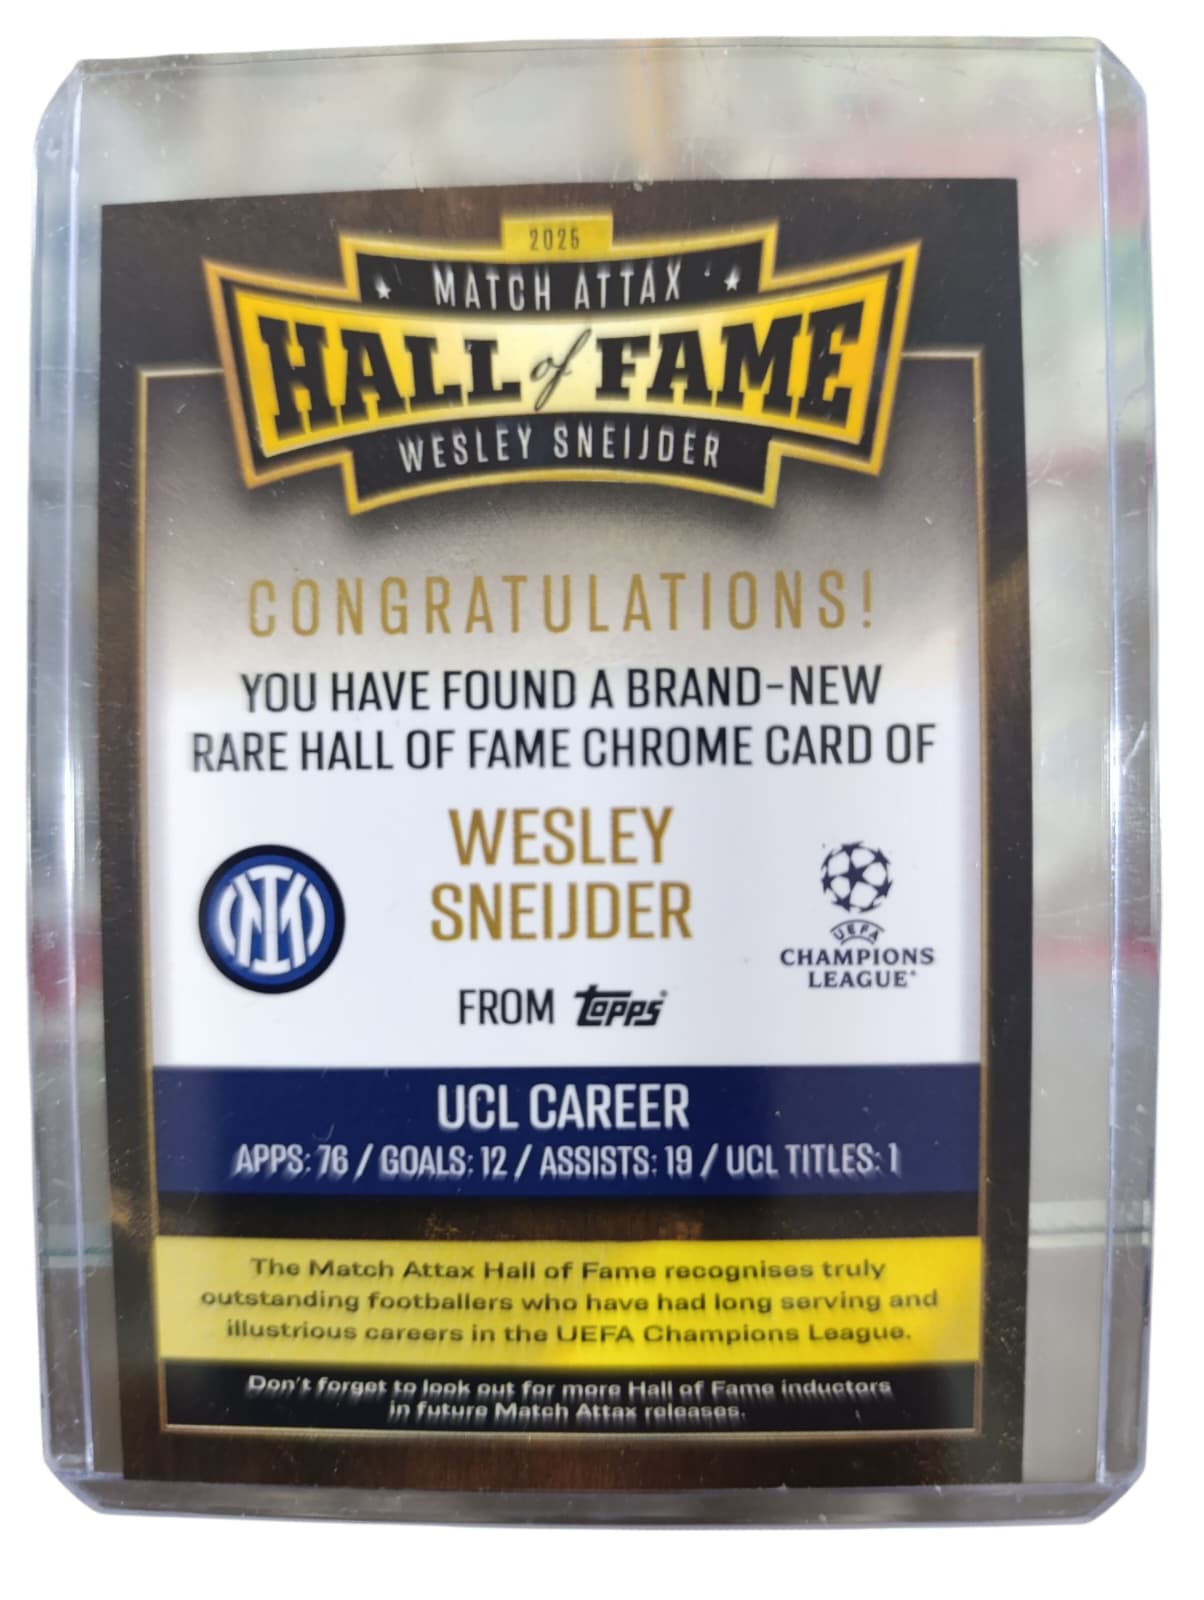 2025
MATCH ATTAX
HALL of FAME
WESLEY SNEIJDER
CONGRATULATIONS!
YOU HAVE FOUND A BRAND-NEW
RARE HALL OF FAME CHROME CARD OF
WESLEY
SNEIJDER
FROM Topps®
UEFA
CHAMPIONS
LEAGUE®
UCL CAREER
APPS: 76 / GOALS: 12 / ASSISTS: 19 / UCL TITLES: 1
The Match Attax Hall of Fame recognises truly
outstanding footballers who have had long serving and
illustrious careers in the UEFA Champions League.
Don't forget to look out for more Hall of Fame inductors
in future Match Attax releases.